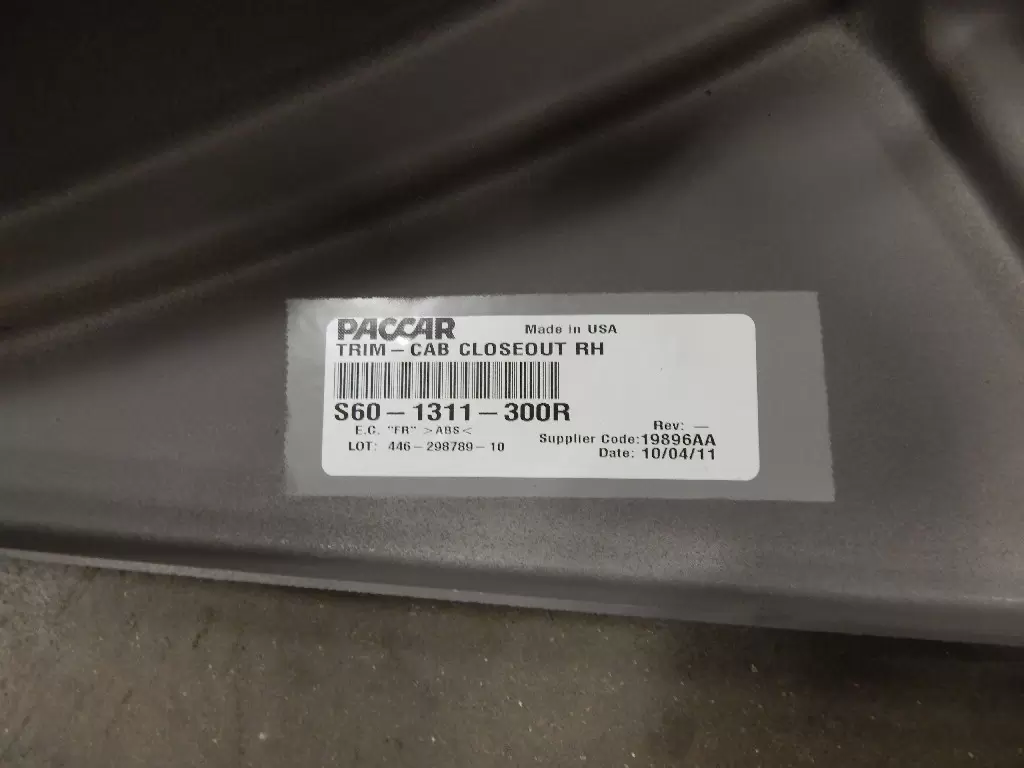 PACCAR Made in USA
TRIM-CAB CLOSEOUT RH
S60-1311-300R
E.C. "FR" >ABS< Rev: —
LOT: 446-298789-10 Supplier Code:19896AA
Date: 10/04/11